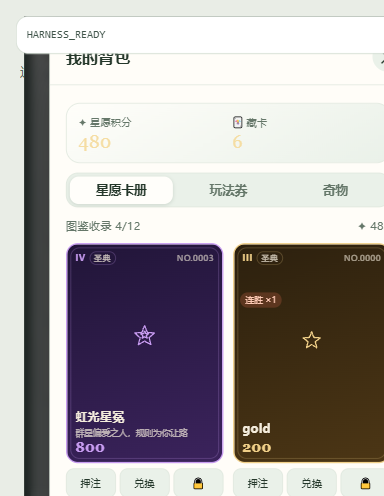 HARNESS_READY
我的背包
✦ 星愿积分
藏卡
480
6
星愿卡册
玩法券
奇物
图鉴收录 4/12
✦ 48
IV 圣典 NO.0003
虹光星冕
群星偏爱之人，规则为你让路
800
III 圣典 NO.0000
连胜 ×1
gold
200
押注
兑换
押注
兑换